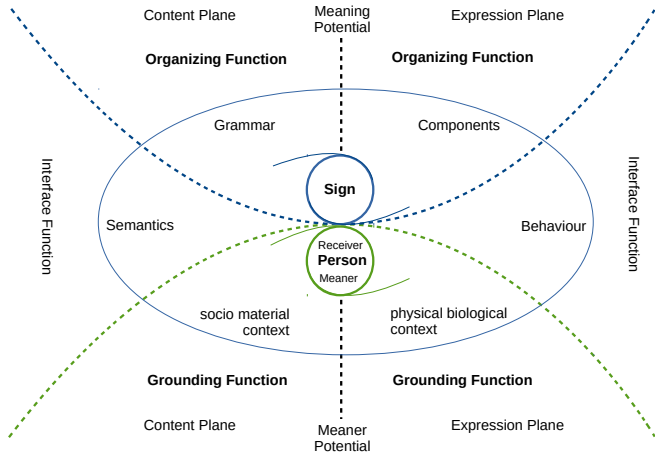 Content Plane
Meaning
Potential
Expression Plane
Organizing Function
Organizing Function
Grammar
Components
Interface Function
Interface Function
Sign
Semantics
Behaviour
Receiver
Person
Meaner
socio material
context
physical biological
context
Grounding Function
Grounding Function
Content Plane
Meaner
Potential
Expression Plane